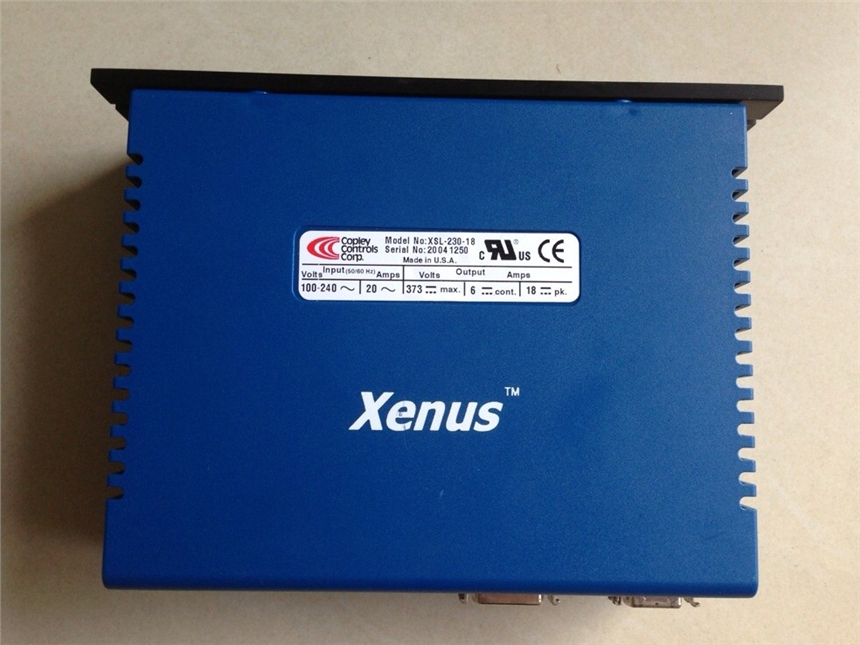 Copley
Controls
Corp.
Model No:XSL-230-18
Serial No:20041250
Made in U.S.A.
C RU® US CE
Input (50/60 Hz)
Volts Amps
Output
Volts Amps
100-240 ～ 20 ～ 373 ⎓ max. 6 ⎓ cont. 18 ⎓ pk.
Xenus™